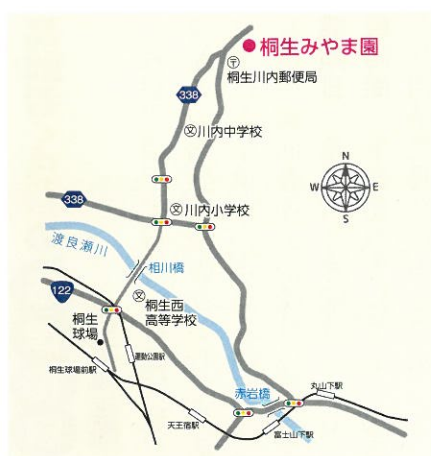 桐生みやま園
〒
桐生川内郵便局
338
文川内中学校
N
W E
S
338
文川内小学校
渡良瀬川
相川橋
122
文桐生西
高等学校
桐生
球場
運動公園駅
桐生球場前駅
赤岩橋
丸山下駅
天王宿駅
富士山下駅